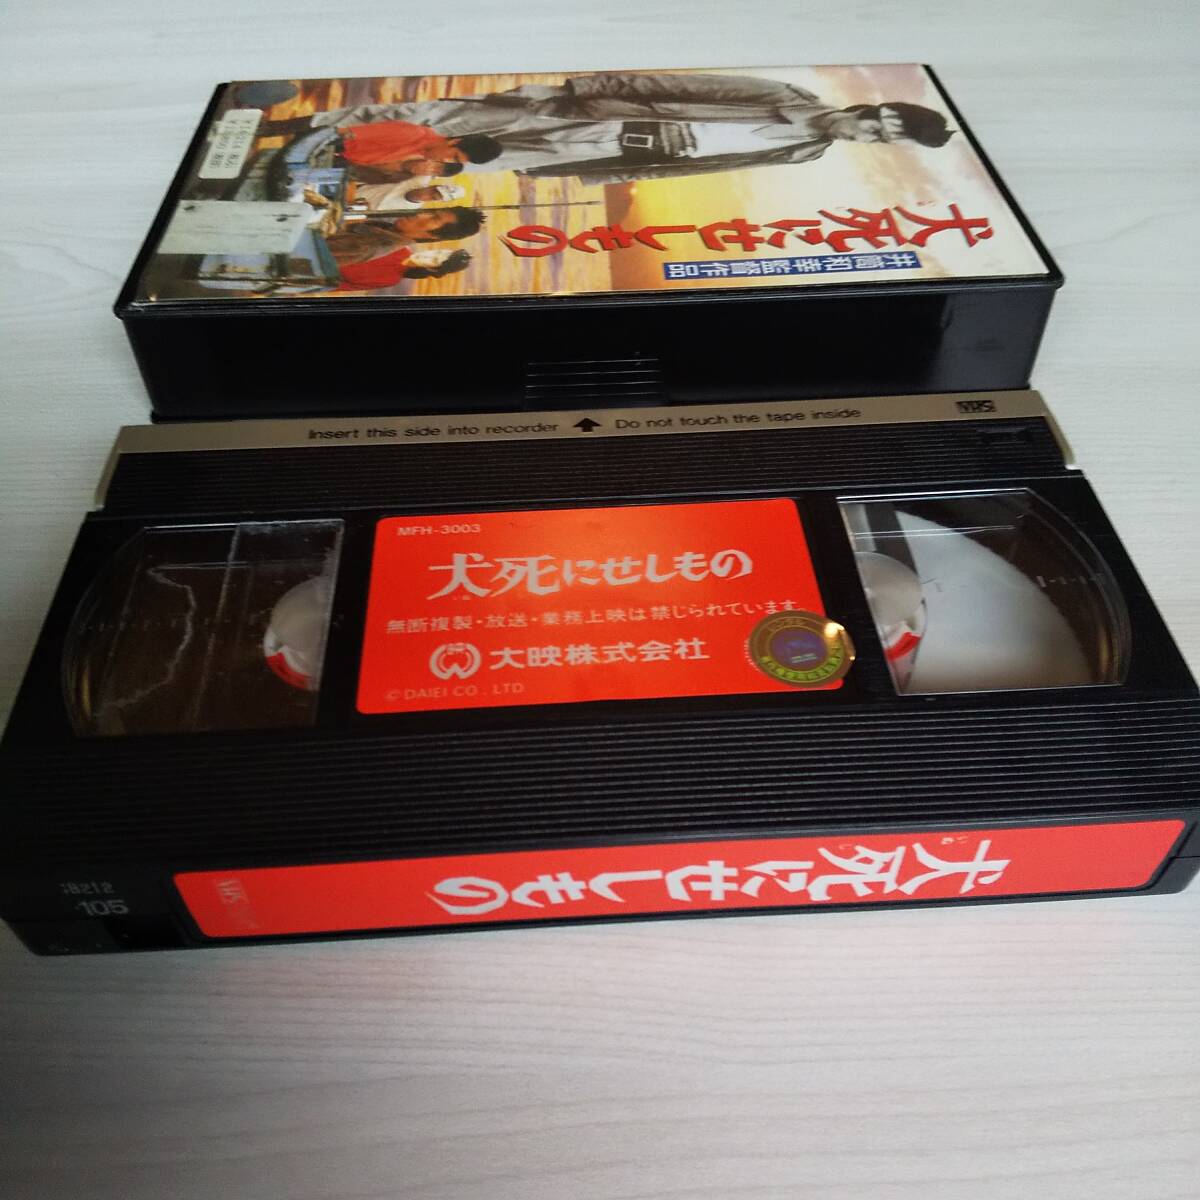 井筒和幸監督作品
犬死にせしもの
Insert this side into recorder
Do not touch the tape inside
VHS
MFH-3003
犬死にせしもの
無断複製・放送・業務上映は禁じられています。
大映株式会社
© DAIEI CO., LTD
犬死にせしもの
VHS
105